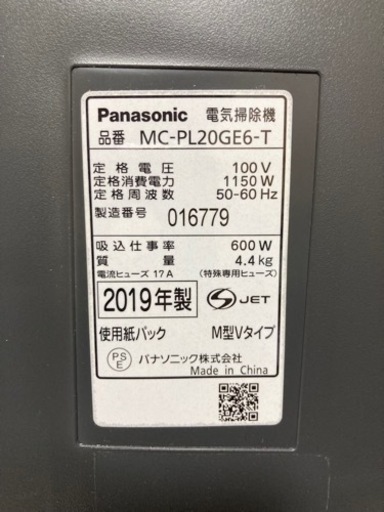 Panasonic 電気掃除機
品番 MC-PL20GE6-T
定格電圧 100 V
定格消費電力 1150 W
定格周波数 50-60 Hz
製造番号 016779
吸込仕事率 600 W
質量 4.4 kg
電流ヒューズ 17 A (特殊専用ヒューズ)
2019年製 S JET
使用紙パック M型Vタイプ
PS E パナソニック株式会社
Made in China